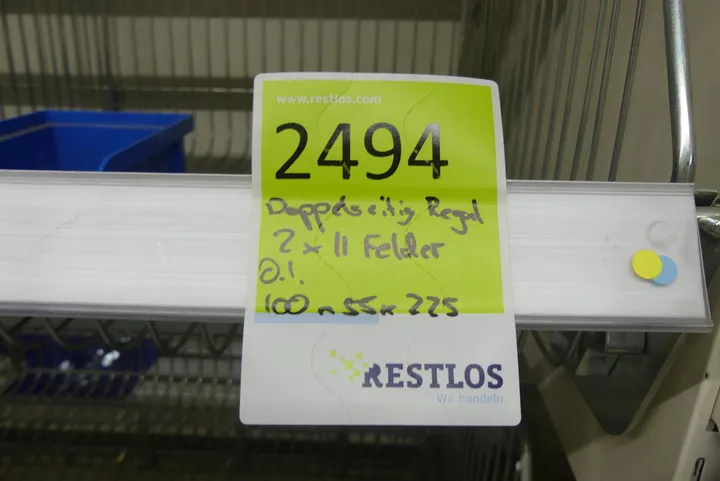 www.restlos.com
2494
Doppelseitig Regal
2 x 11 Felder
100 x 55 x 225
RESTLOS
Wir handeln.